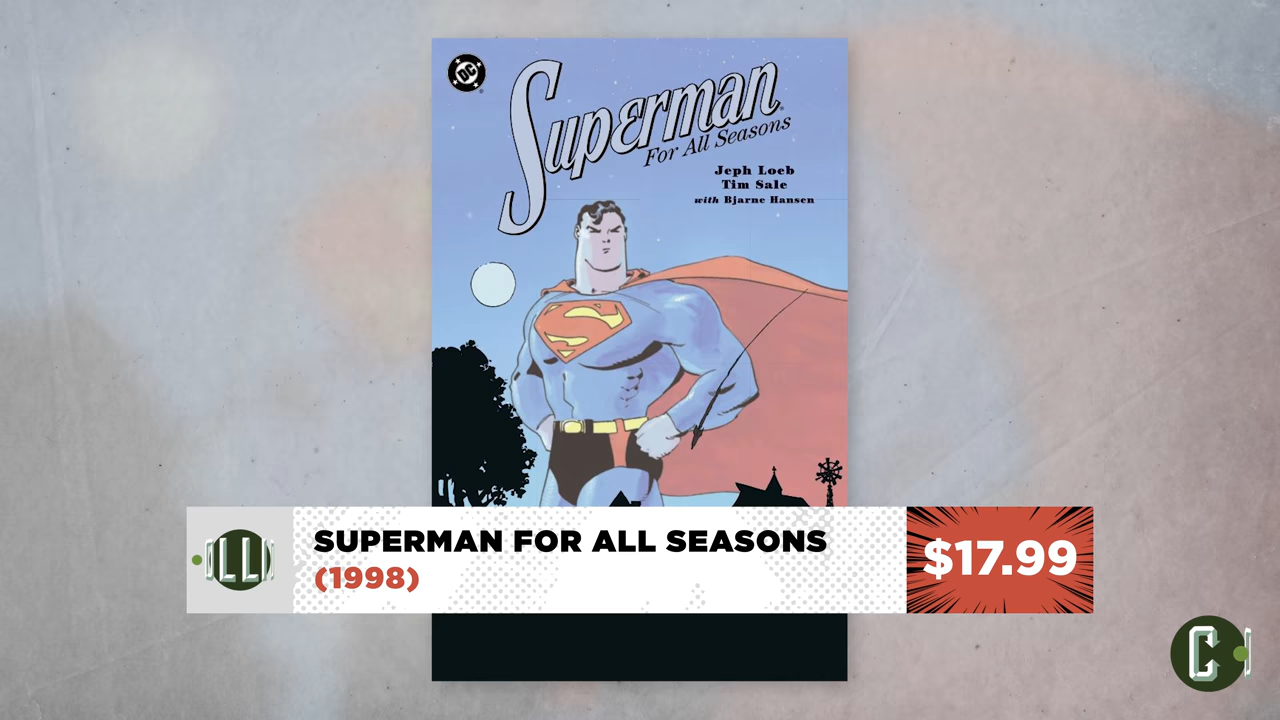 DC
Superman
For All Seasons
Jeph Loeb
Tim Sale
with Bjarne Hansen
SUPERMAN FOR ALL SEASONS
(1998)
$17.99
C